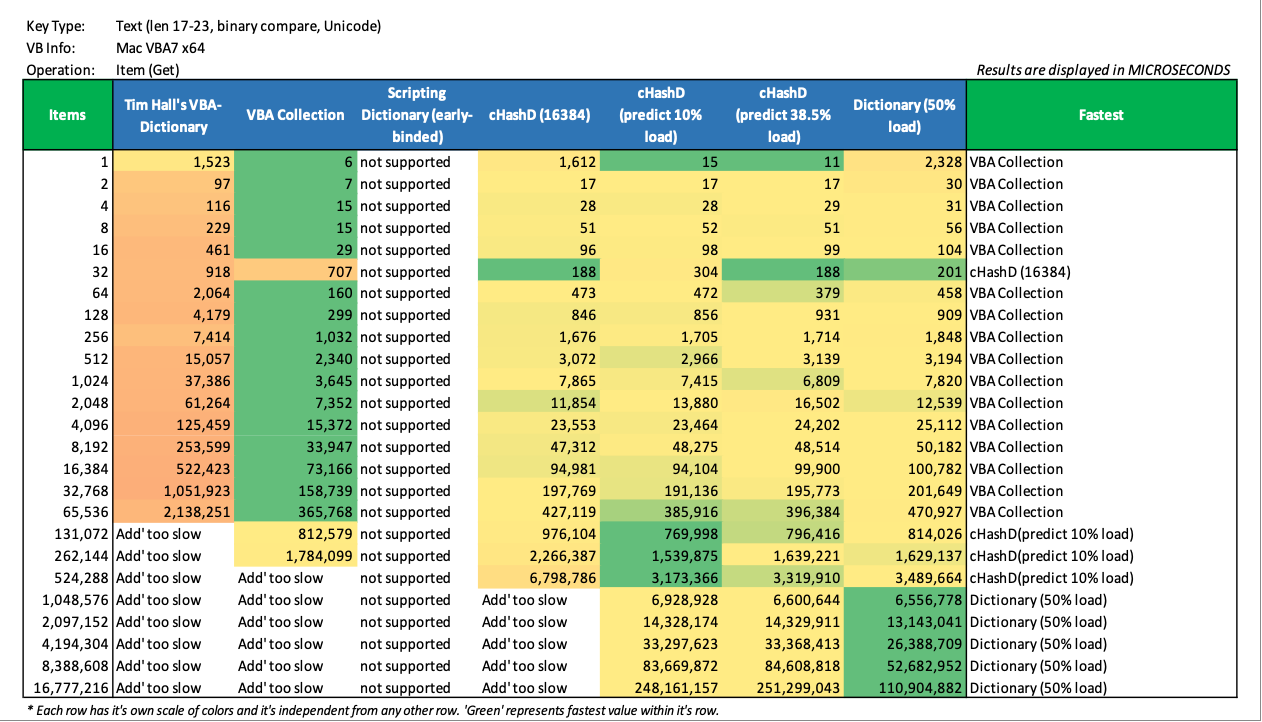 Key Type: Text (len 17-23, binary compare, Unicode)
VB Info: Mac VBA7 x64
Operation: Item (Get) Results are displayed in MICROSECONDS
Items Tim Hall's VBA-Dictionary VBA Collection Scripting Dictionary (early-binded) cHashD (16384) cHashD (predict 10% load) cHashD (predict 38.5% load) Dictionary (50% load) Fastest
1 1,523 6 not supported 1,612 15 11 2,328 VBA Collection
2 97 7 not supported 17 17 17 30 VBA Collection
4 116 15 not supported 28 28 29 31 VBA Collection
8 229 15 not supported 51 52 51 56 VBA Collection
16 461 29 not supported 96 98 99 104 VBA Collection
32 918 707 not supported 188 304 188 201 cHashD (16384)
64 2,064 160 not supported 473 472 379 458 VBA Collection
128 4,179 299 not supported 846 856 931 909 VBA Collection
256 7,414 1,032 not supported 1,676 1,705 1,714 1,848 VBA Collection
512 15,057 2,340 not supported 3,072 2,966 3,139 3,194 VBA Collection
1,024 37,386 3,645 not supported 7,865 7,415 6,809 7,820 VBA Collection
2,048 61,264 7,352 not supported 11,854 13,880 16,502 12,539 VBA Collection
4,096 125,459 15,372 not supported 23,553 23,464 24,202 25,112 VBA Collection
8,192 253,599 33,947 not supported 47,312 48,275 48,514 50,182 VBA Collection
16,384 522,423 73,166 not supported 94,981 94,104 99,900 100,782 VBA Collection
32,768 1,051,923 158,739 not supported 197,769 191,136 195,773 201,649 VBA Collection
65,536 2,138,251 365,768 not supported 427,119 385,916 396,384 470,927 VBA Collection
131,072 Add' too slow 812,579 not supported 976,104 769,998 796,416 814,026 cHashD(predict 10% load)
262,144 Add' too slow 1,784,099 not supported 2,266,387 1,539,875 1,639,221 1,629,137 cHashD(predict 10% load)
524,288 Add' too slow Add' too slow not supported 6,798,786 3,173,366 3,319,910 3,489,664 cHashD(predict 10% load)
1,048,576 Add' too slow Add' too slow not supported Add' too slow 6,928,928 6,600,644 6,556,778 Dictionary (50% load)
2,097,152 Add' too slow Add' too slow not supported Add' too slow 14,328,174 14,329,911 13,143,041 Dictionary (50% load)
4,194,304 Add' too slow Add' too slow not supported Add' too slow 33,297,623 33,368,413 26,388,709 Dictionary (50% load)
8,388,608 Add' too slow Add' too slow not supported Add' too slow 83,669,872 84,608,818 52,682,952 Dictionary (50% load)
16,777,216 Add' too slow Add' too slow not supported Add' too slow 248,161,157 251,299,043 110,904,882 Dictionary (50% load)
* Each row has it's own scale of colors and it's independent from any other row. 'Green' represents fastest value within it's row.